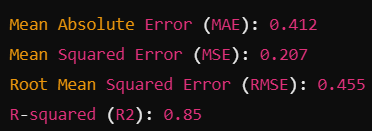 Mean Absolute Error (MAE): 0.412
Mean Squared Error (MSE): 0.207
Root Mean Squared Error (RMSE): 0.455
R-squared (R2): 0.85